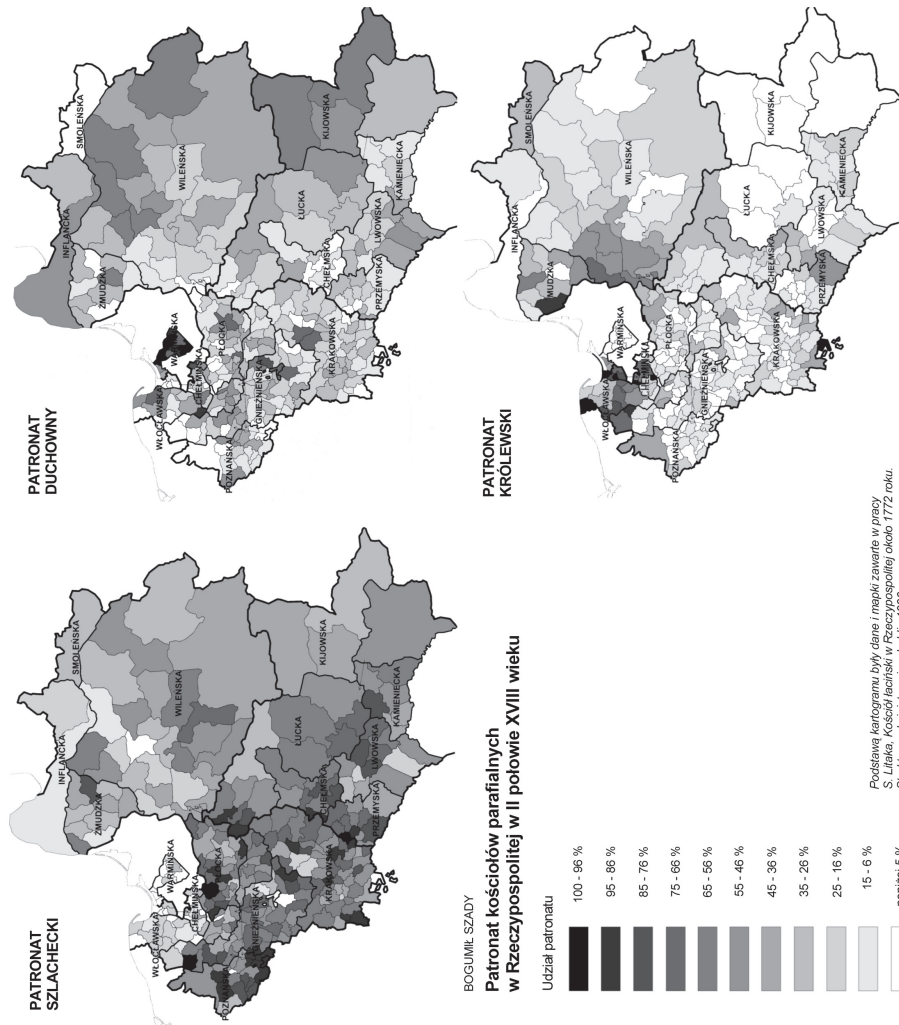 PATRONAT
SZLACHECKI
INFLANCKA
SMOLEŃSKA
ŻMUDZKA
WILEŃSKA
WARMIŃSKA
WŁOCŁAWSKA
CHEŁMIŃSKA
PŁOCKA
POZNAŃSKA
GNIEŹNIEŃSKA
ŁUCKA
KIJOWSKA
CHEŁMSKA
KRAKOWSKA
LWOWSKA
PRZEMYSKA
KAMIENIECKA
PATRONAT
DUCHOWNY
INFLANCKA
SMOLEŃSKA
ŻMUDZKA
WILEŃSKA
WARMIŃSKA
WŁOCŁAWSKA
CHEŁMIŃSKA
PŁOCKA
POZNAŃSKA
GNIEŹNIEŃSKA
ŁUCKA
KIJOWSKA
CHEŁMSKA
KRAKOWSKA
LWOWSKA
PRZEMYSKA
KAMIENIECKA
BOGUMIŁ SZADY
Patronat kościołów parafialnych
w Rzeczypospolitej w II połowie XVIII wieku
Udział patronatu
100 - 96 %
95 - 86 %
85 - 76 %
75 - 66 %
65 - 56 %
55 - 46 %
45 - 36 %
35 - 26 %
25 - 16 %
15 - 6 %
PATRONAT
KRÓLEWSKI
INFLANCKA
SMOLEŃSKA
MUDZKA
WILEŃSKA
WARMIŃSKA
WŁOCŁAWSKA
CHEŁMIŃSKA
PŁOCKA
POZNAŃSKA
GNIEŹNIEŃSKA
ŁUCKA
KIJOWSKA
CHEŁMSKA
KRAKOWSKA
LWOWSKA
PRZEMYSKA
KAMIENIECKA
Podstawą kartogramu były dane i mapki zawarte w pracy
S. Litaka, Kościół łaciński w Rzeczypospolitej około 1772 roku.